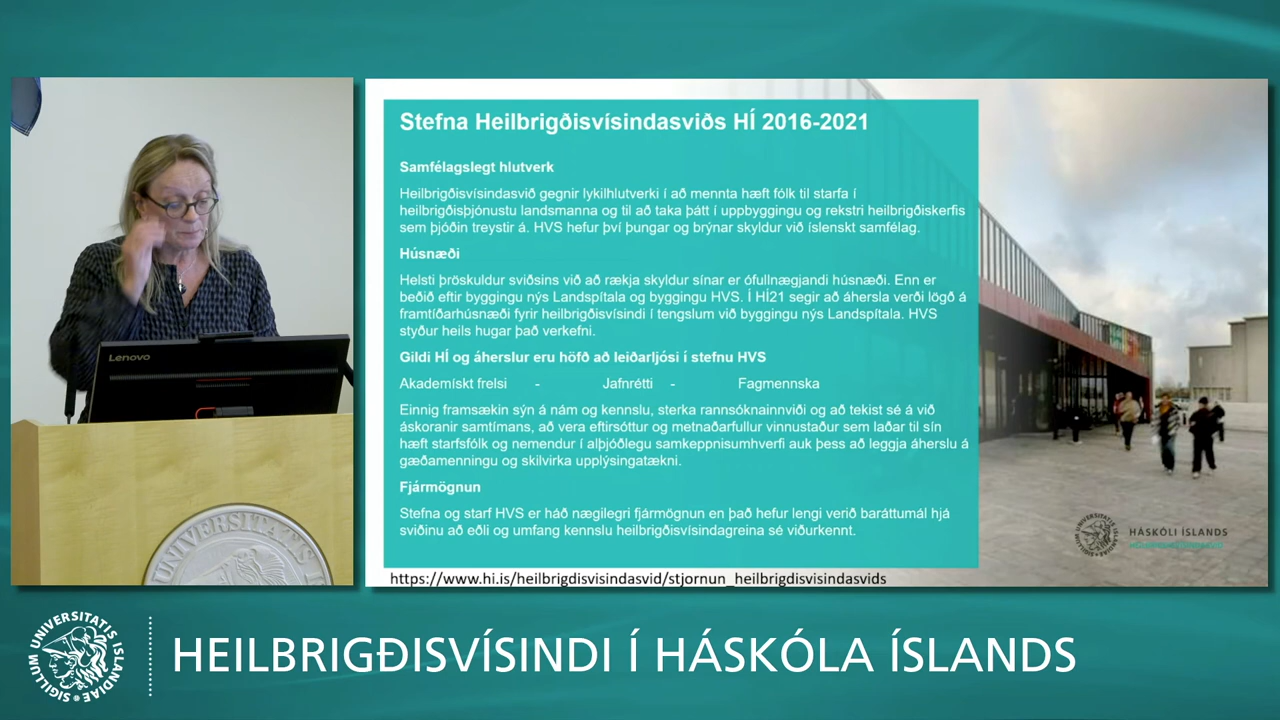 Stefna Heilbrigðisvísindasviðs HÍ 2016-2021
Samfélagslegt hlutverk
Heilbrigðisvísindasvið gegnir lykilhlutverki í að mennta hæft fólk til starfa í
heilbrigðisþjónustu landsmanna og til að taka þátt í uppbyggingu og rekstri heilbrigðiskerfis
sem þjóðin treystir á. HVS hefur því þungar og brýnar skyldur við íslenskt samfélag.
Húsnæði
Helsti þröskuldur sviðsins við að rækja skyldur sínar er ófullnægjandi húsnæði. Enn er
beðið eftir byggingu nýs Landspítala og byggingu HVS. Í HÍ21 segir að áhersla verði lögð á
framtíðarhúsnæði fyrir heilbrigðisvísindi í tengslum við byggingu nýs Landspítala. HVS
styður heils hugar það verkefni.
Gildi HÍ og áherslur eru höfð að leiðarljósi í stefnu HVS
Akademískt frelsi - Jafnrétti - Fagmennska
Einnig framsækin sýn á nám og kennslu, sterka rannsóknainnviði og að tekist sé á við
áskoranir samtímans, að vera eftirsóttur og metnaðarfullur vinnustaður sem laðar til sín
hæft starfsfólk og nemendur í alþjóðlegu samkeppnisumhverfi auk þess að leggja áherslu á
gæðamenningu og skilvirka upplýsingatækni.
Fjármögnun
Stefna og starf HVS er háð nægilegri fjármögnun en það hefur lengi verið baráttumál hjá
sviðinu að eðli og umfang kennslu heilbrigðisvísindagreina sé viðurkennt.
https://www.hi.is/heilbrigdisvisindasvid/stjornun_heilbrigdisvisindasvids
HÁSKÓLI ÍSLANDS
Lenovo
UNIVERSITATIS
SIGILLUM UNIVERSITATIS ISLANDIAE
HEILBRIGÐISVÍSINDI Í HÁSKÓLA ÍSLANDS